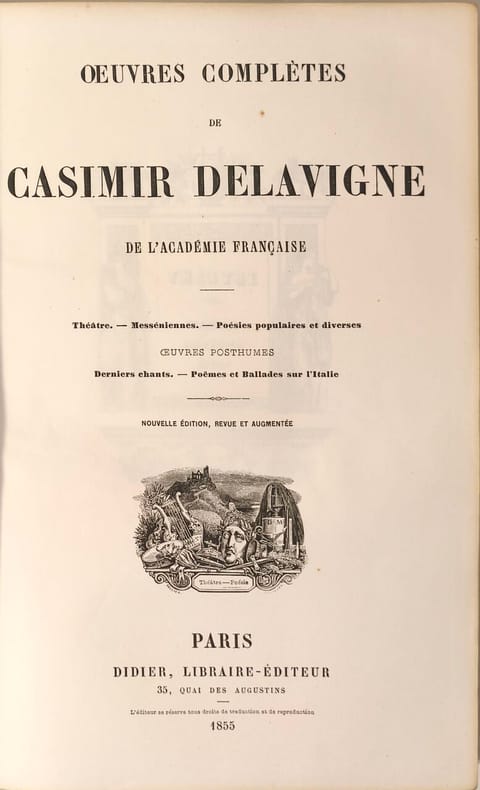 ŒUVRES COMPLÈTES
DE
CASIMIR DELAVIGNE
DE L'ACADÉMIE FRANÇAISE
Théâtre. — Messéniennes. — Poésies populaires et diverses
ŒUVRES POSTHUMES
Derniers chants. — Poëmes et Ballades sur l'Italie
NOUVELLE ÉDITION, REVUE ET AUGMENTÉE
Théâtre — Poésie
PARIS
DIDIER, LIBRAIRE-ÉDITEUR
35, QUAI DES AUGUSTINS
L'éditeur se réserve tous droits de traduction et de reproduction
1855